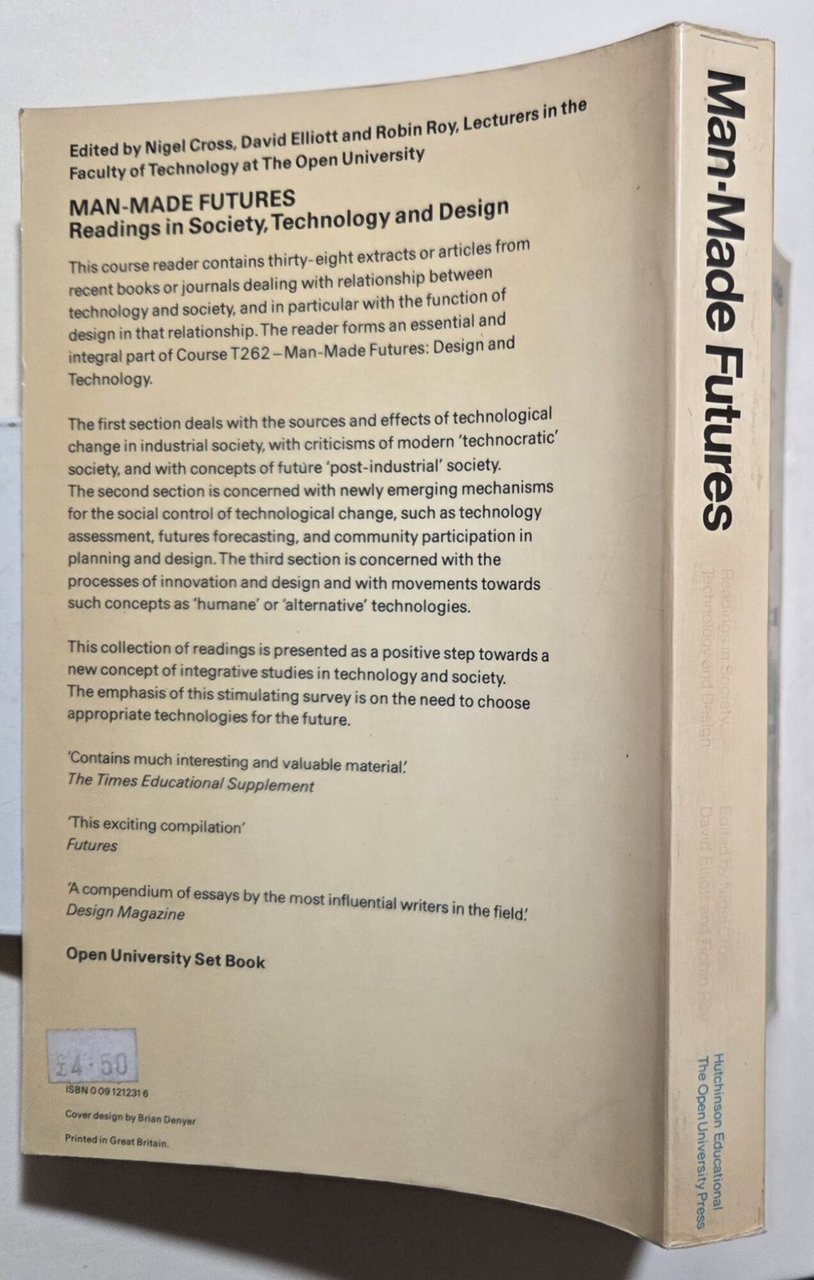 Edited by Nigel Cross, David Elliott and Robin Roy, Lecturers in the
Faculty of Technology at The Open University
MAN-MADE FUTURES
Readings in Society, Technology and Design
This course reader contains thirty-eight extracts or articles from
recent books or journals dealing with relationship between
technology and society, and in particular with the function of
design in that relationship. The reader forms an essential and
integral part of Course T262 – Man-Made Futures: Design and
Technology.
The first section deals with the sources and effects of technological
change in industrial society, with criticisms of modern 'technocratic'
society, and with concepts of future 'post-industrial' society.
The second section is concerned with newly emerging mechanisms
for the social control of technological change, such as technology
assessment, futures forecasting, and community participation in
planning and design. The third section is concerned with the
processes of innovation and design and with movements towards
such concepts as 'humane' or 'alternative' technologies.
This collection of readings is presented as a positive step towards a
new concept of integrative studies in technology and society.
The emphasis of this stimulating survey is on the need to choose
appropriate technologies for the future.
'Contains much interesting and valuable material.'
The Times Educational Supplement
'This exciting compilation'
Futures
'A compendium of essays by the most influential writers in the field.'
Design Magazine
Open University Set Book
£4·50
ISBN 0 09 121231 6
Cover design by Brian Denyer
Printed in Great Britain.
Man-Made Futures
Readings in Society,
Technology and Design
Edited by Nigel Cross,
David Elliott, Robin Roy
Hutchinson Educational
The Open University Press